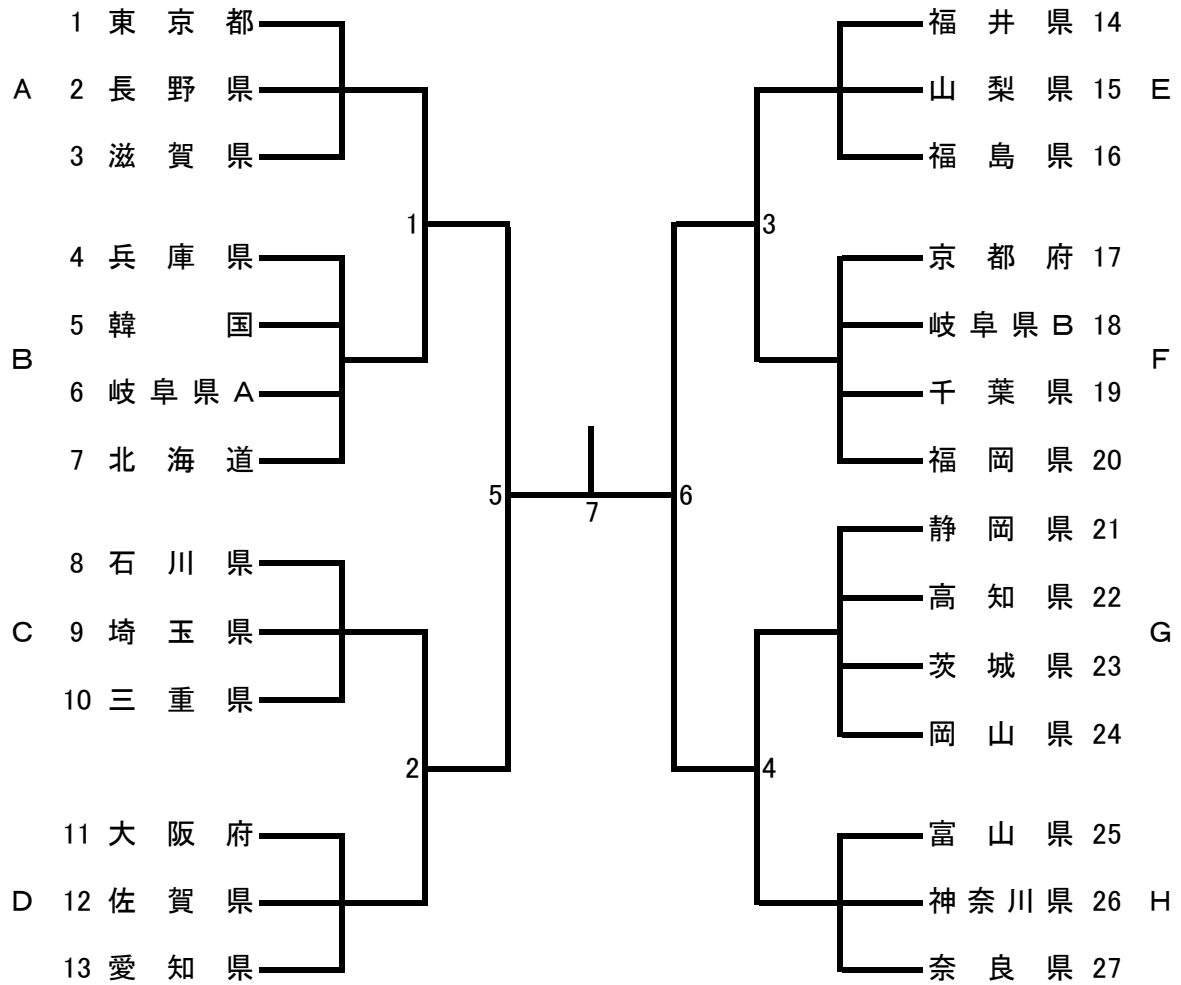 1 東京都
A 2 長野県
3 滋賀県
1
4 兵庫県
5 韓国
B
6 岐阜県A
7 北海道
5
8 石川県
C 9 埼玉県
10 三重県
2
11 大阪府
D 12 佐賀県
13 愛知県
7
福井県 14
山梨県 15 E
福島県 16
3
京都府 17
岐阜県B 18
F
千葉県 19
福岡県 20
6
静岡県 21
高知県 22
G
茨城県 23
岡山県 24
4
富山県 25
神奈川県 26 H
奈良県 27